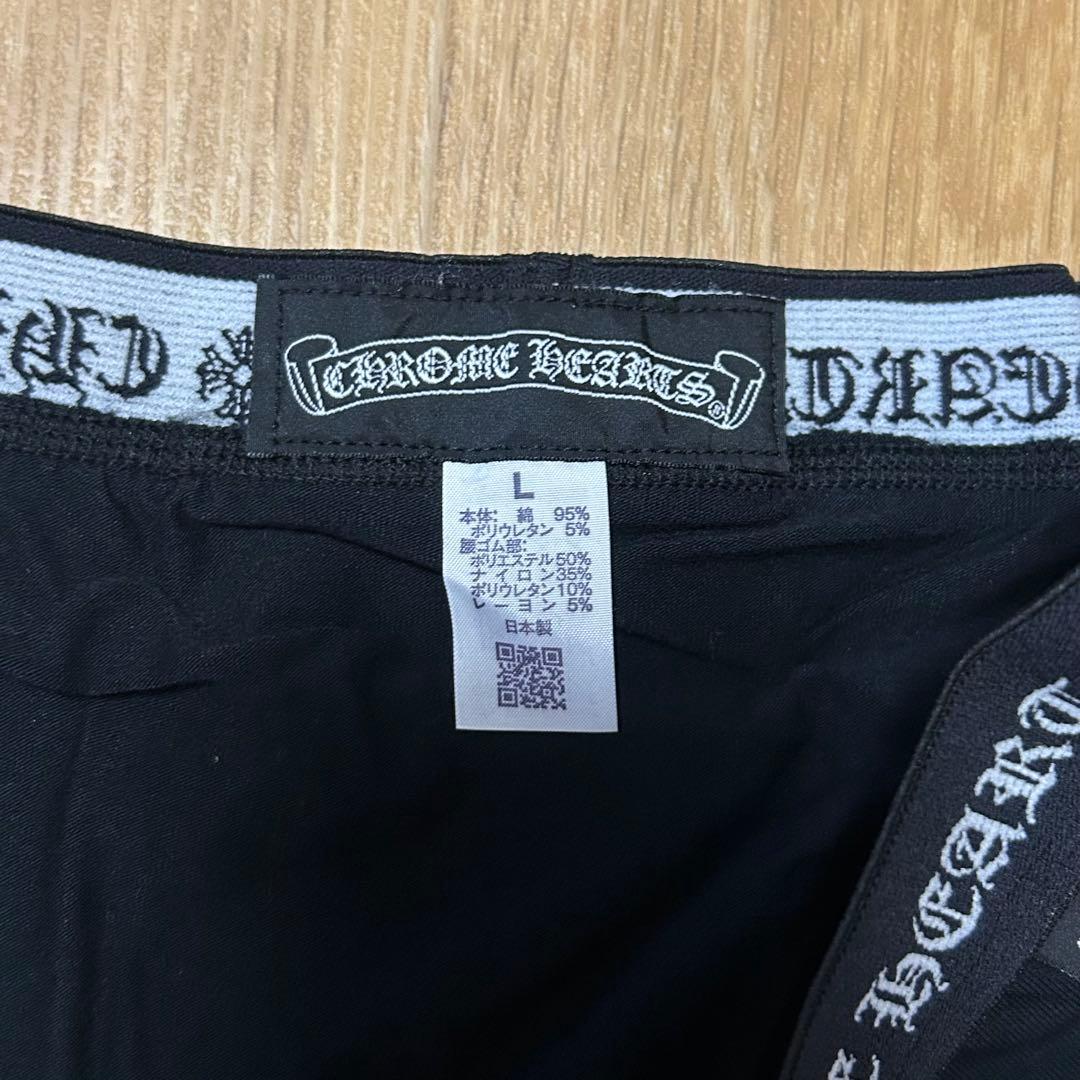 CHROME HEARTS®
L
本体: 綿 95%
ポリウレタン 5%
腰ゴム部:
ポリエステル50%
ナイロン35%
ポリウレタン10%
レーヨン 5%
日本製
HEART